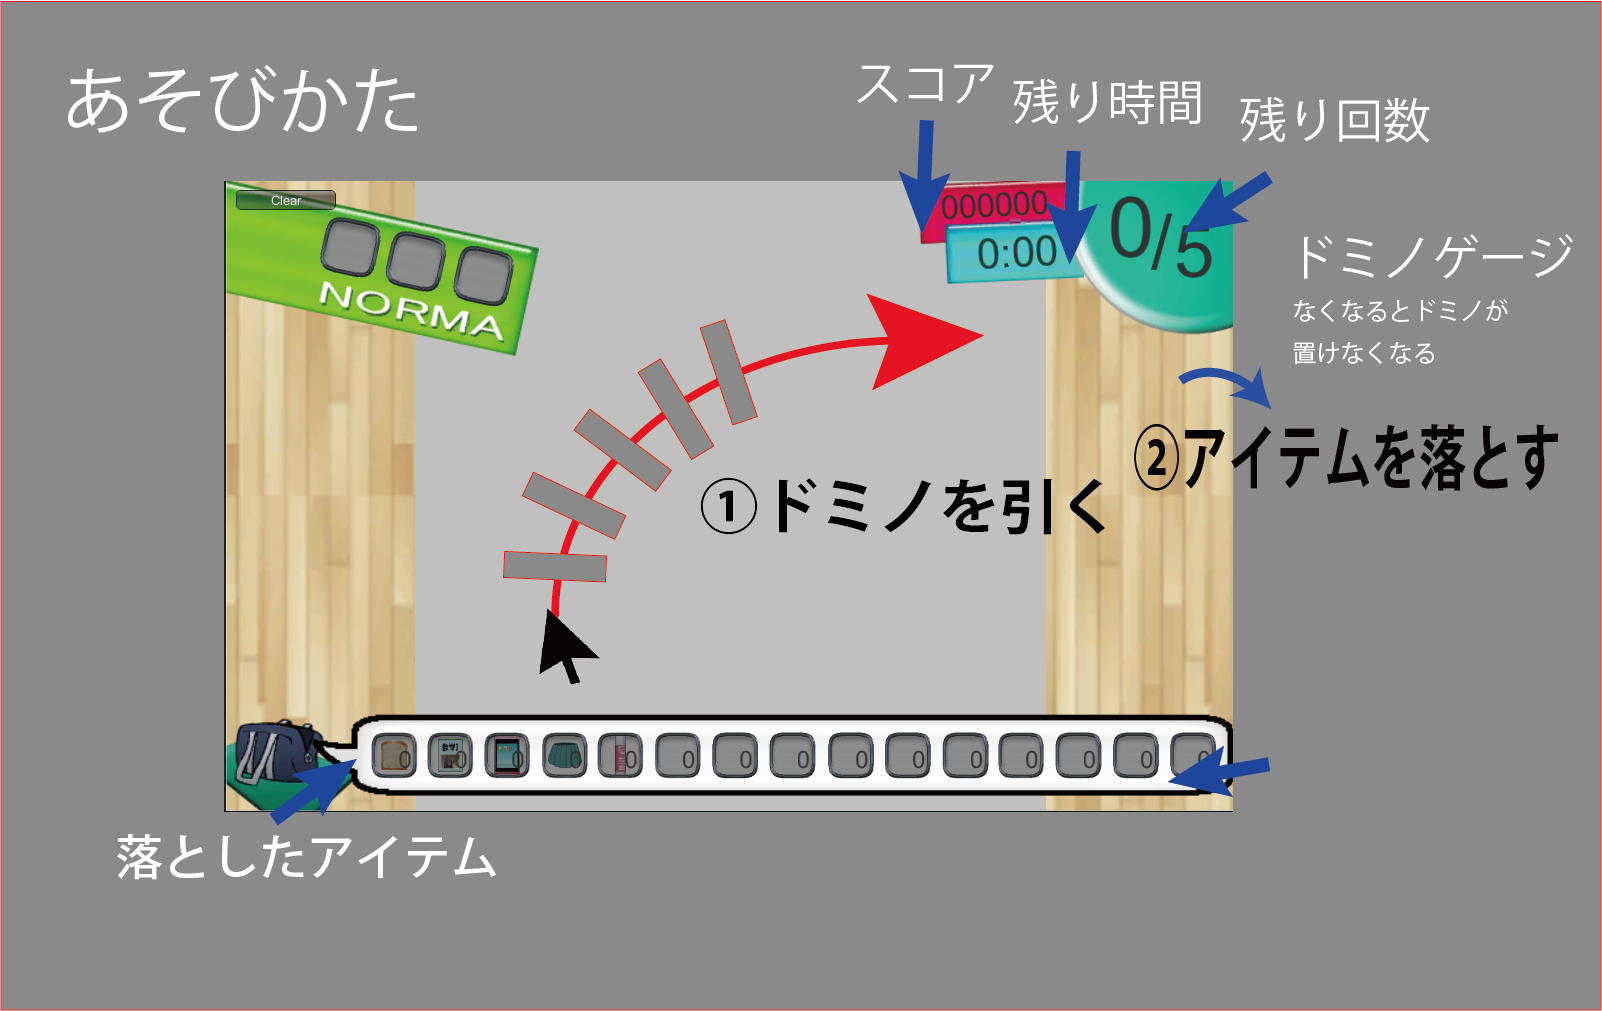 あそびかた
スコア
残り時間
残り回数
Clear
000000
0:00
0/5
NORMA
ドミノゲージ
なくなるとドミノが
置けなくなる
②アイテムを落とす
①ドミノを引く
0 0 0 0 0 0 0 0 0 0 0 0 0 0 0
落としたアイテム